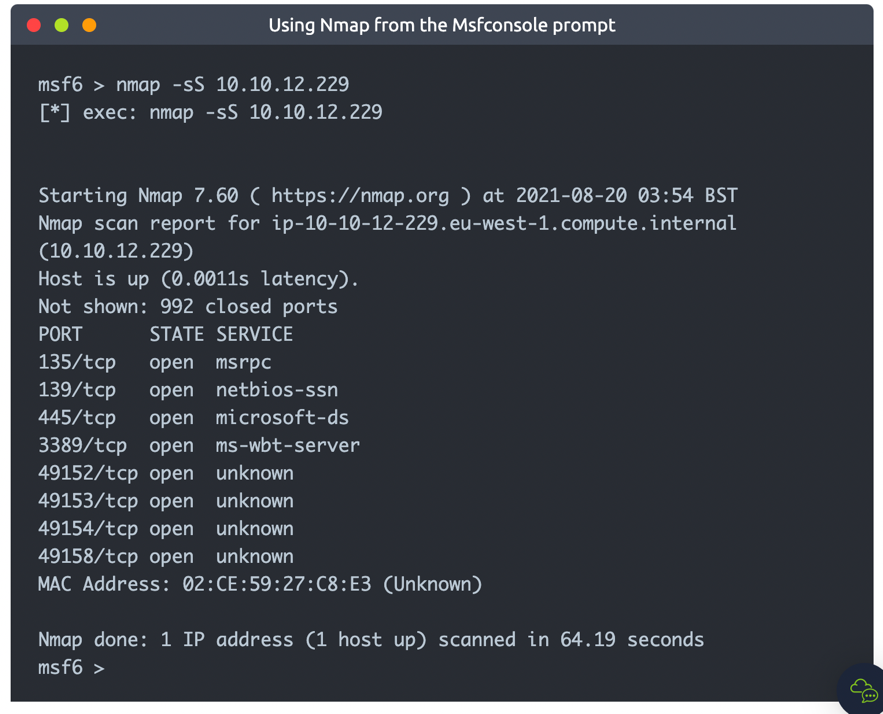 Using Nmap from the Msfconsole prompt
msf6 > nmap -sS 10.10.12.229
[*] exec: nmap -sS 10.10.12.229
Starting Nmap 7.60 ( https://nmap.org ) at 2021-08-20 03:54 BST
Nmap scan report for ip-10-10-12-229.eu-west-1.compute.internal
(10.10.12.229)
Host is up (0.0011s latency).
Not shown: 992 closed ports
PORT      STATE SERVICE
135/tcp   open  msrpc
139/tcp   open  netbios-ssn
445/tcp   open  microsoft-ds
3389/tcp  open  ms-wbt-server
49152/tcp open  unknown
49153/tcp open  unknown
49154/tcp open  unknown
49158/tcp open  unknown
MAC Address: 02:CE:59:27:C8:E3 (Unknown)
Nmap done: 1 IP address (1 host up) scanned in 64.19 seconds
msf6 >